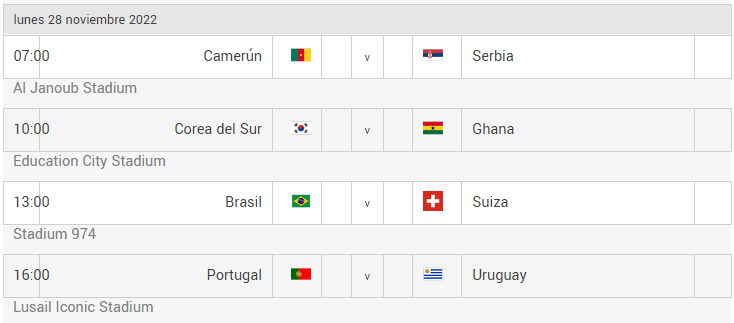 lunes 28 noviembre 2022
07:00 Camerún v Serbia
Al Janoub Stadium
10:00 Corea del Sur v Ghana
Education City Stadium
13:00 Brasil v Suiza
Stadium 974
16:00 Portugal v Uruguay
Lusail Iconic Stadium